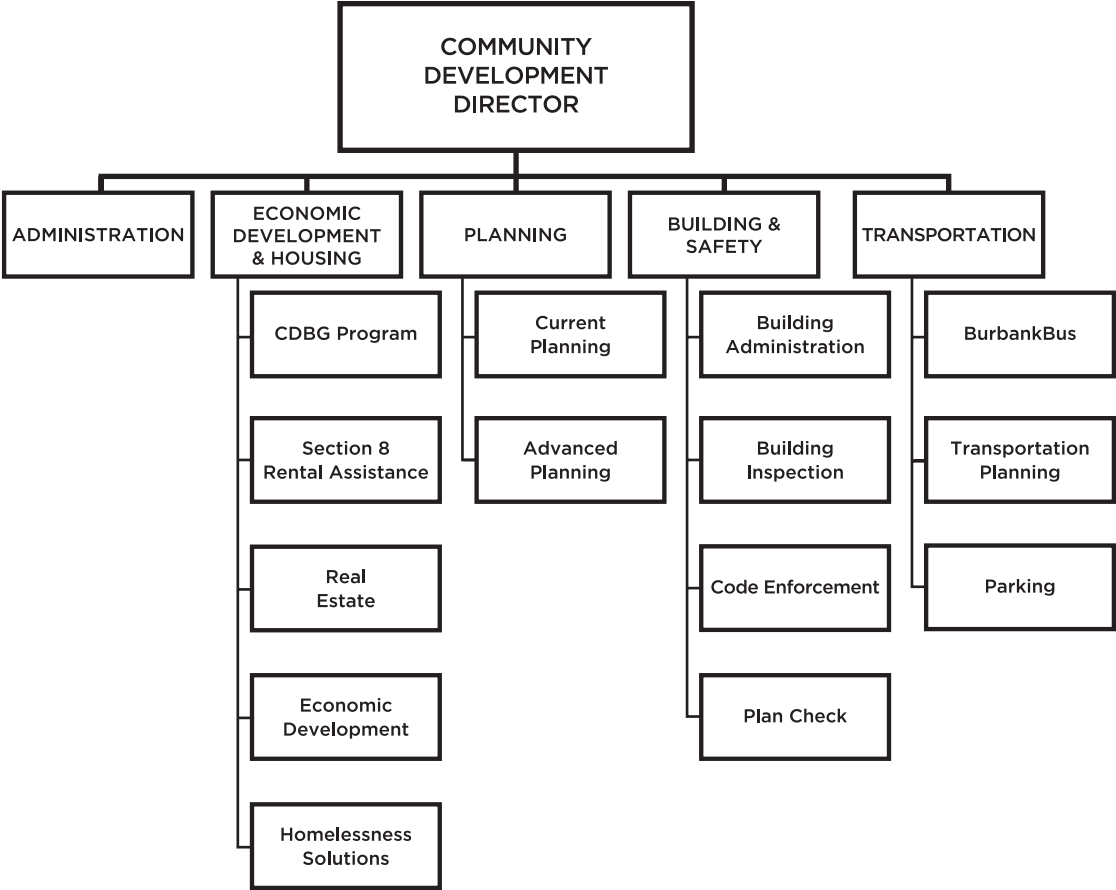 COMMUNITY
DEVELOPMENT
DIRECTOR
ADMINISTRATION
ECONOMIC
DEVELOPMENT
& HOUSING
PLANNING
BUILDING &
SAFETY
TRANSPORTATION
CDBG Program
Section 8
Rental Assistance
Real
Estate
Economic
Development
Homelessness
Solutions
Current
Planning
Advanced
Planning
Building
Administration
Building
Inspection
Code Enforcement
Plan Check
BurbankBus
Transportation
Planning
Parking